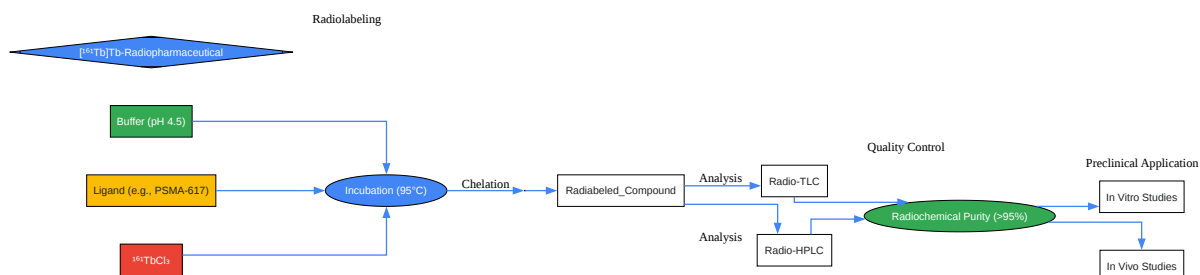 Radiolabeling
[¹⁶¹Tb]Tb-Radiopharmaceutical
Buffer (pH 4.5)
Ligand (e.g., PSMA-617)
¹⁶¹TbCl₃
Incubation (95°C)
Chelation
Radiabeled_Compound
Analysis
Analysis
Radio-TLC
Radio-HPLC
Quality Control
Radiochemical Purity (>95%)
Preclinical Application
In Vitro Studies
In Vivo Studies